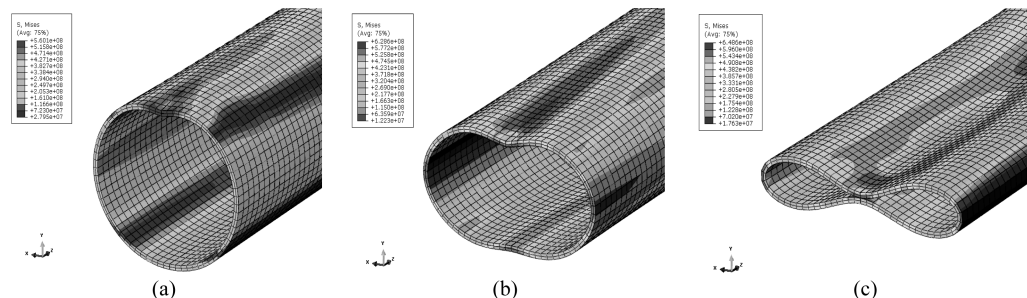 S, Mises
(Avg: 75%)
+5.601e+08
+5.158e+08
+4.714e+08
+4.271e+08
+3.827e+08
+3.384e+08
+2.940e+08
+2.497e+08
+2.053e+08
+1.610e+08
+1.166e+08
+7.230e+07
+2.795e+07
Y
X
Z
(a)
S, Mises
(Avg: 75%)
+6.286e+08
+5.772e+08
+5.258e+08
+4.745e+08
+4.231e+08
+3.718e+08
+3.204e+08
+2.690e+08
+2.177e+08
+1.663e+08
+1.150e+08
+6.359e+07
+1.223e+07
Y
X
Z
(b)
S, Mises
(Avg: 75%)
+6.486e+08
+5.960e+08
+5.434e+08
+4.908e+08
+4.382e+08
+3.857e+08
+3.331e+08
+2.805e+08
+2.279e+08
+1.754e+08
+1.228e+08
+7.020e+07
+1.763e+07
Y
X
Z
(c)